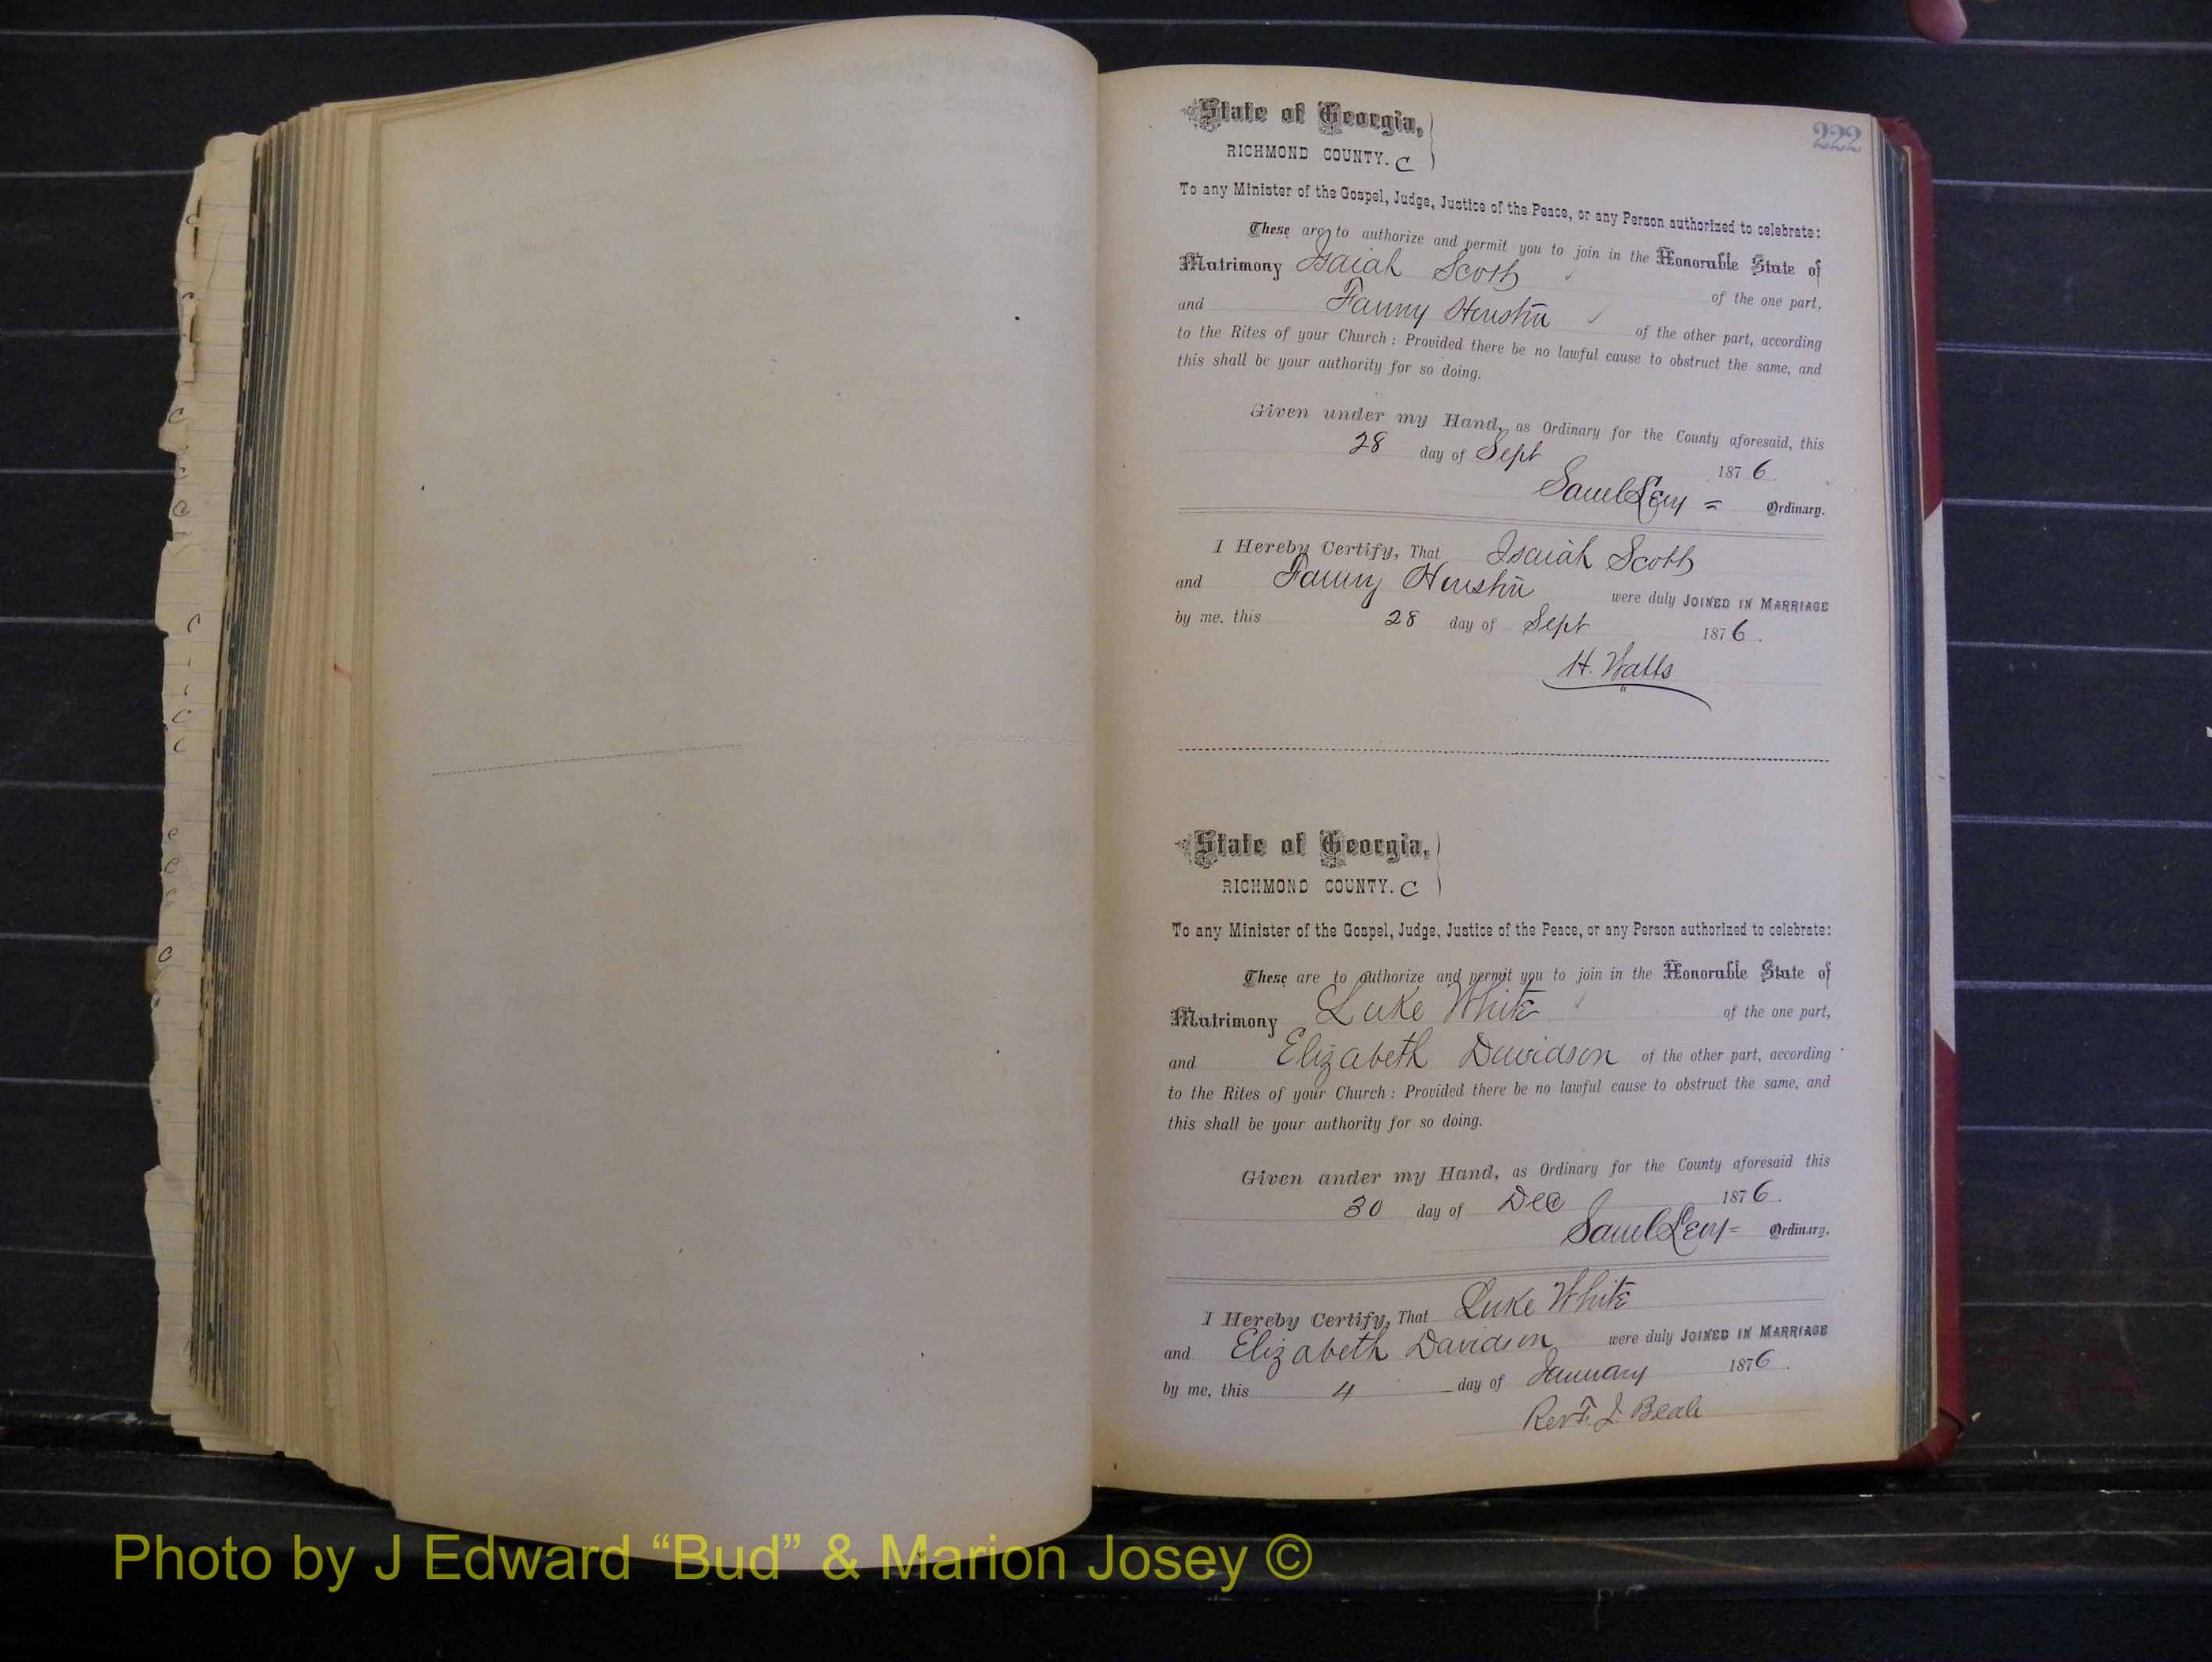 222
State of Georgia,
RICHMOND COUNTY. C
To any Minister of the Gospel, Judge, Justice of the Peace, or any Person authorized to celebrate:
These are to authorize and permit you to join in the Honorable State of
Matrimony Isaiah Scott
of the one part,
and Fanny
of the other part, according
to the Rites of your Church: Provided there be no lawful cause to obstruct the same, and
this shall be your authority for so doing.
Given under my Hand, as Ordinary for the County aforesaid, this
28 day of Sept 1876
Saml Levy = Ordinary.
I Hereby Certify, That Isaiah Scott
and Fanny were duly JOINED IN MARRIAGE
by me, this 28 day of Sept 1876.
H. Watts
State of Georgia,
RICHMOND COUNTY. C
To any Minister of the Gospel, Judge, Justice of the Peace, or any Person authorized to celebrate:
These are to authorize and permit you to join in the Honorable State of
Matrimony Luke White of the one part,
and Elizabeth Davidson of the other part, according
to the Rites of your Church: Provided there be no lawful cause to obstruct the same, and
this shall be your authority for so doing.
Given under my Hand, as Ordinary for the County aforesaid this
30 day of Dec 1876.
Saml Levy = Ordinary.
I Hereby Certify, That Luke White
and Elizabeth Davidson were duly JOINED IN MARRIAGE
by me, this 4 day of January 1876.
Rev F. J. Beale
Photo by J Edward “Bud” & Marion Josey ©